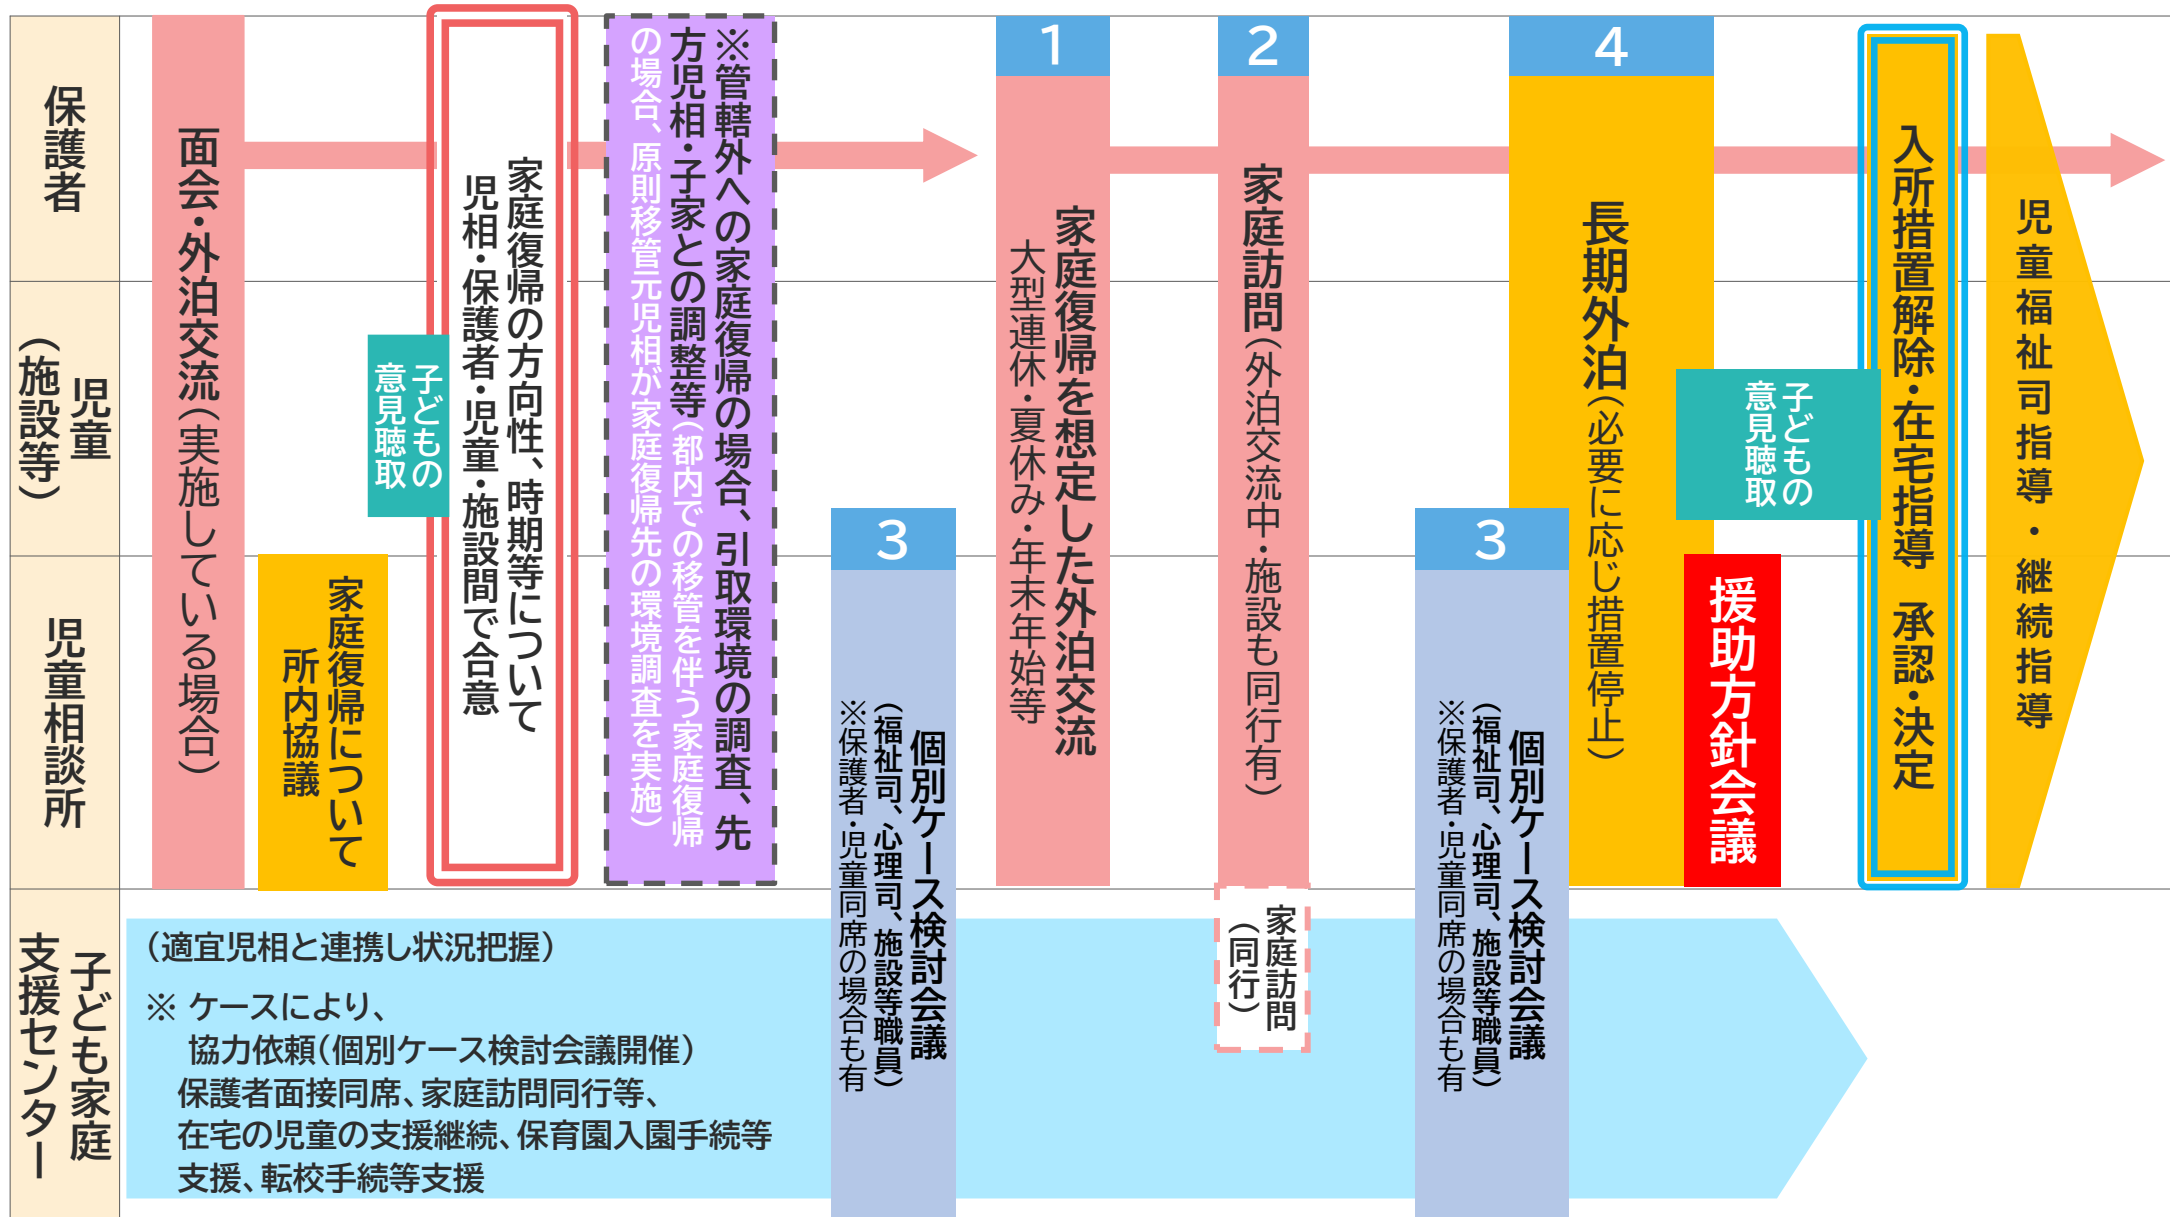 保護者
児童
（施設等）
児童相談所
子ども家庭
支援センター
面会・外泊交流（実施している場合）
家庭復帰について
所内協議
子どもの
意見聴取
家庭復帰の方向性、時期等について
児相・保護者・児童・施設間で合意
※管轄外への家庭復帰の場合、引取環境の調査、先
方児相・子家との調整等（都内での移管を伴う家庭復帰
の場合、原則移管元児相が家庭復帰先の環境調査を実施）
3
個別ケース検討会議
（福祉司、心理司、施設等職員）
※保護者・児童同席の場合も有
1
家庭復帰を想定した外泊交流
大型連休・夏休み・年末年始等
2
家庭訪問（外泊交流中・施設も同行有）
家庭訪問
（同行）
3
個別ケース検討会議
（福祉司、心理司、施設等職員）
※保護者・児童同席の場合も有
4
長期外泊（必要に応じ措置停止）
子どもの
意見聴取
援助方針会議
入所措置解除・在宅指導　承認・決定
児童福祉司指導・継続指導
（適宜児相と連携し状況把握）
※ ケースにより、
協力依頼（個別ケース検討会議開催）
保護者面接同席、家庭訪問同行等、
在宅の児童の支援継続、保育園入園手続等
支援、転校手続等支援